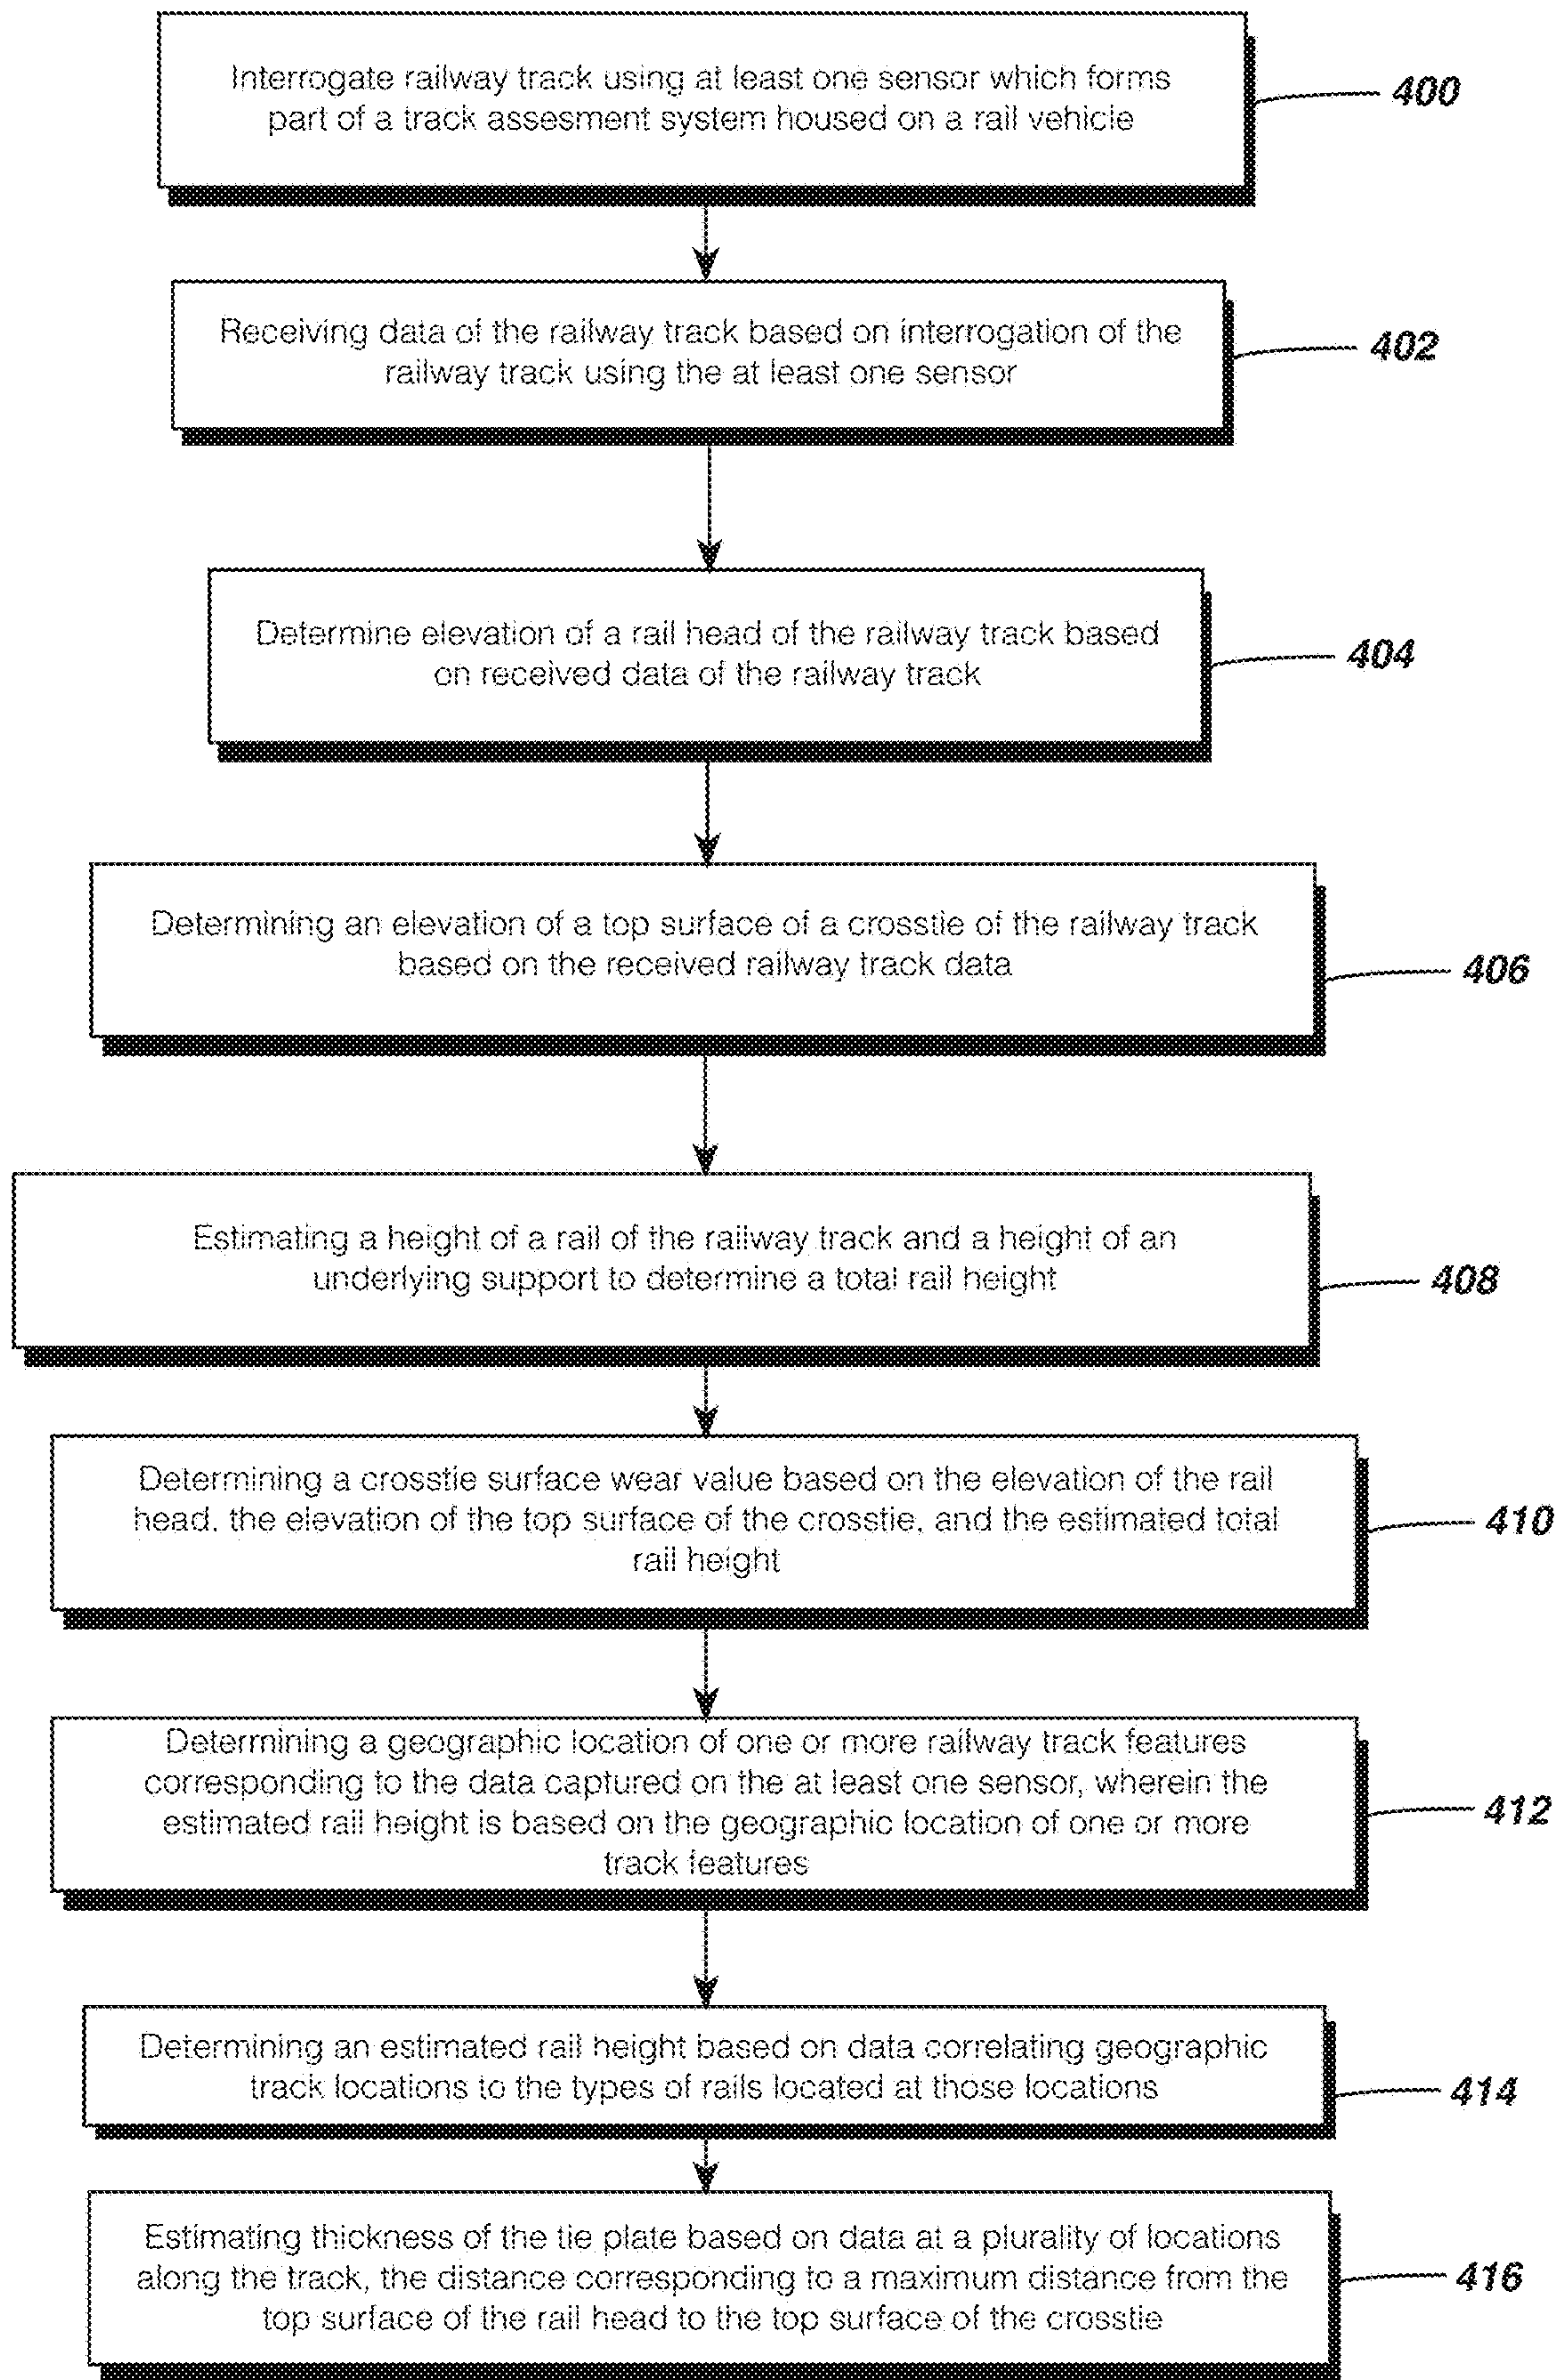 Interrogate railway track using at least one sensor which forms
part of a track assesment system housed on a rail vehicle
400
Receiving data of the railway track based on interrogation of the
railway track using the at least one sensor
402
Determine elevation of a rail head of the railway track based
on received data of the railway track
404
Determining an elevation of a top surface of a crosstie of the railway track
based on the received railway track data
406
Estimating a height of a rail of the railway track and a height of an
underlying support to determine a total rail height
408
Determining a crosstie surface wear value based on the elevation of the rail
head, the elevation of the top surface of the crosstie, and the estimated total
rail height
410
Determining a geographic location of one or more railway track features
corresponding to the data captured on the at least one sensor, wherein the
estimated rail height is based on the geographic location of one or more
track features
412
Determining an estimated rail height based on data correlating geographic
track locations to the types of rails located at those locations
414
Estimating thickness of the tie plate based on data at a plurality of locations
along the track, the distance corresponding to a maximum distance from the
top surface of the rail head to the top surface of the crosstie
416